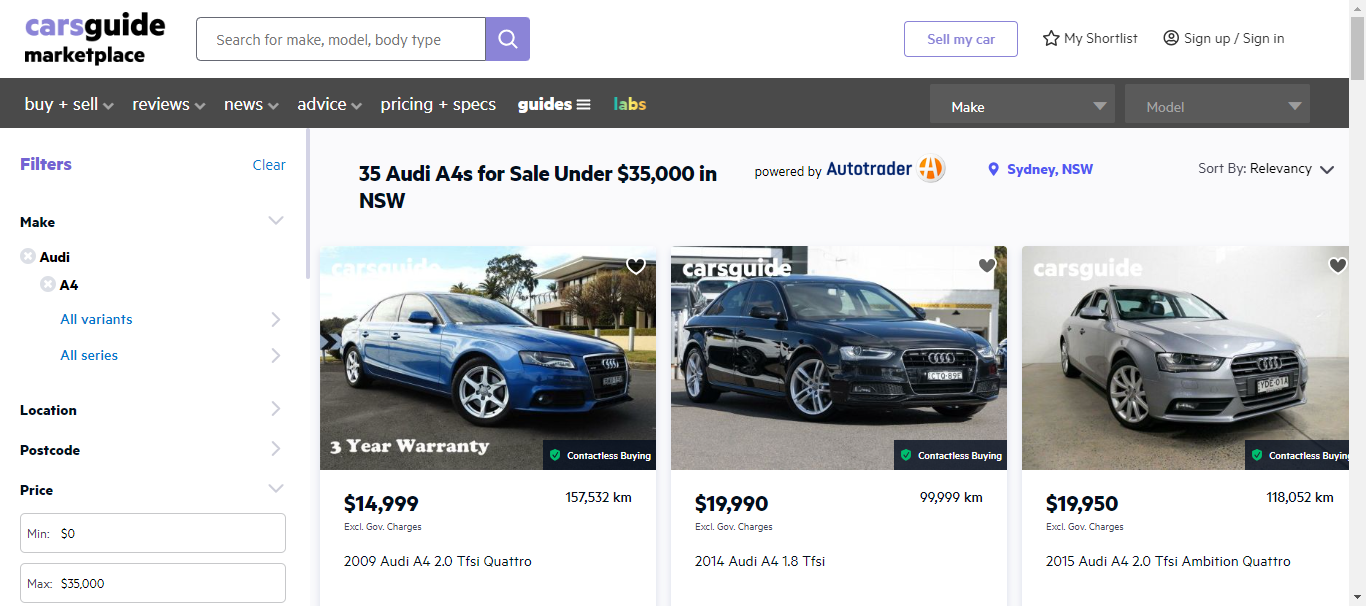 carsguide
marketplace
Search for make, model, body type
Sell my car
My Shortlist
Sign up / Sign in
buy + sell
reviews
news
advice
pricing + specs
guides
labs
Make
Model
Filters
Clear
Make
Audi
A4
All variants
All series
Location
Postcode
Price
Min: $0
Max: $35,000
35 Audi A4s for Sale Under $35,000 in
NSW
powered by Autotrader
Sydney, NSW
Sort By: Relevancy
carsguide
3 Year Warranty
Contactless Buying
$14,999
157,532 km
Excl. Gov. Charges
2009 Audi A4 2.0 Tfsi Quattro
carsguide
CTO-89E
Contactless Buying
$19,990
99,999 km
Excl. Gov. Charges
2014 Audi A4 1.8 Tfsi
carsguide
Contactless Buying
$19,950
118,052 km
Excl. Gov. Charges
2015 Audi A4 2.0 Tfsi Ambition Quattro